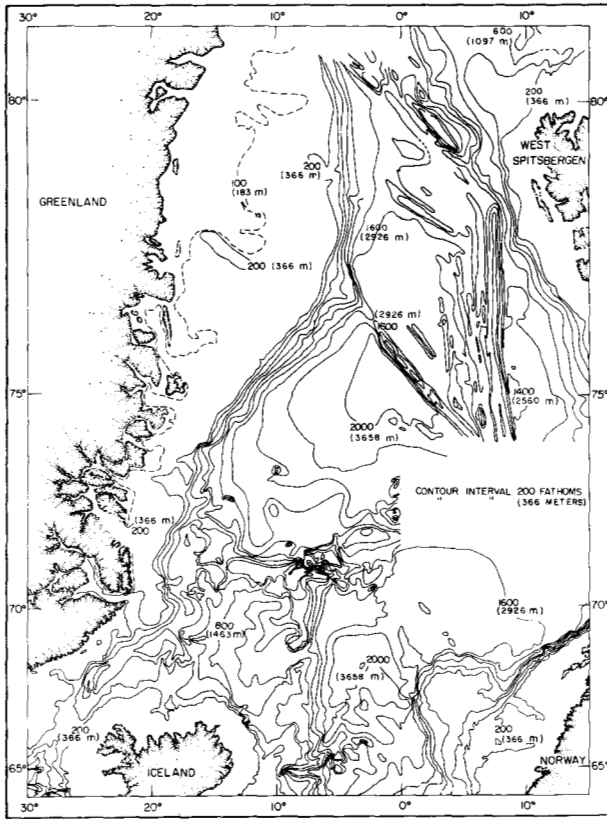 30° 20° 10° 0° 10°
600
(1097 m)
80°
200
(366 m)
80°
WEST
SPITSBERGEN
200
(366 m)
100
(183 m)
GREENLAND
1600
(2926 m)
200 (366 m)
(2926 m)
1600
75°
1400
(2560 m)
75°
2000
(3658 m)
CONTOUR INTERVAL 200 FATHOMS
" " (366 METERS)
(366 m)
200
70°
1600
(2926 m)
70°
800
(1463 m)
2000
(3658 m)
200
(366 m)
200
(366 m)
NORWAY
65°
ICELAND
65°
30° 20° 10° 0° 10°